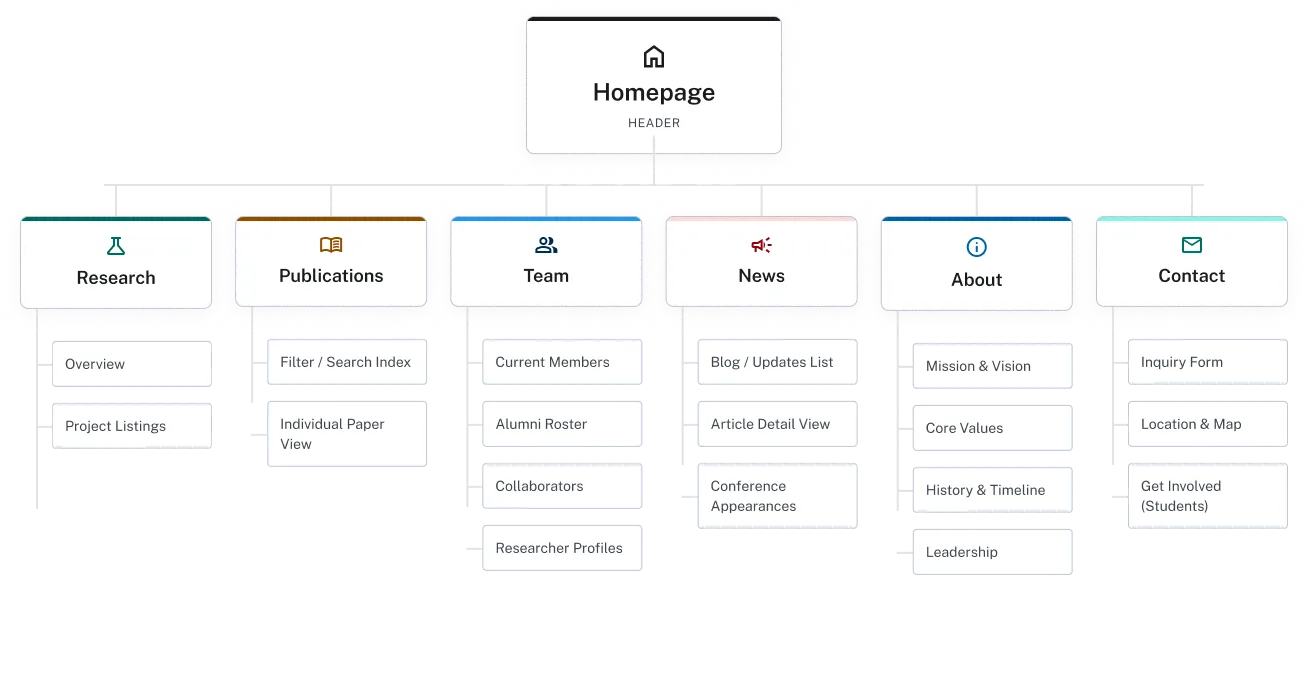 Homepage
HEADER
Research
Overview
Project Listings
Publications
Filter / Search Index
Individual Paper
View
Team
Current Members
Alumni Roster
Collaborators
Researcher Profiles
News
Blog / Updates List
Article Detail View
Conference
Appearances
About
Mission & Vision
Core Values
History & Timeline
Leadership
Contact
Inquiry Form
Location & Map
Get Involved
(Students)